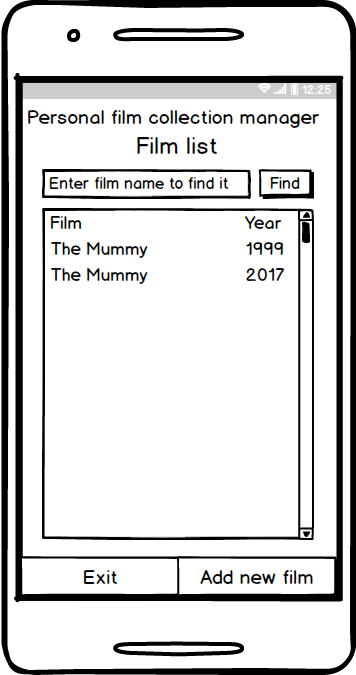 12:25
Personal film collection manager
Film list
Enter film name to find it Find
Film Year
The Mummy 1999
The Mummy 2017
Exit Add new film